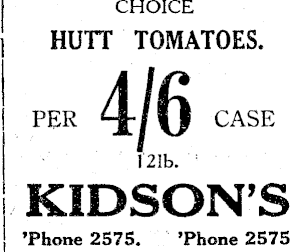 CHOICE
HUTT TOMATOES.
PER 4/6 CASE
12lb.
KIDSON'S
'Phone 2575. 'Phone 2575